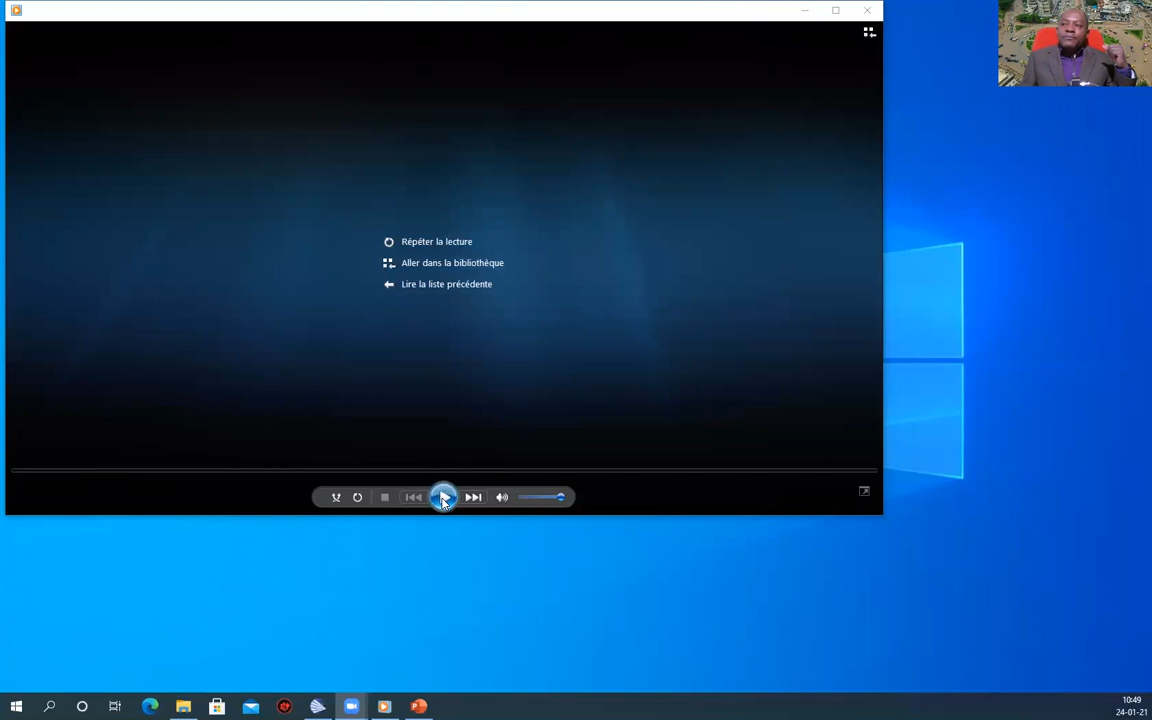 Répéter la lecture
Aller dans la bibliothèque
Lire la liste précédente
10:49
24-01-21